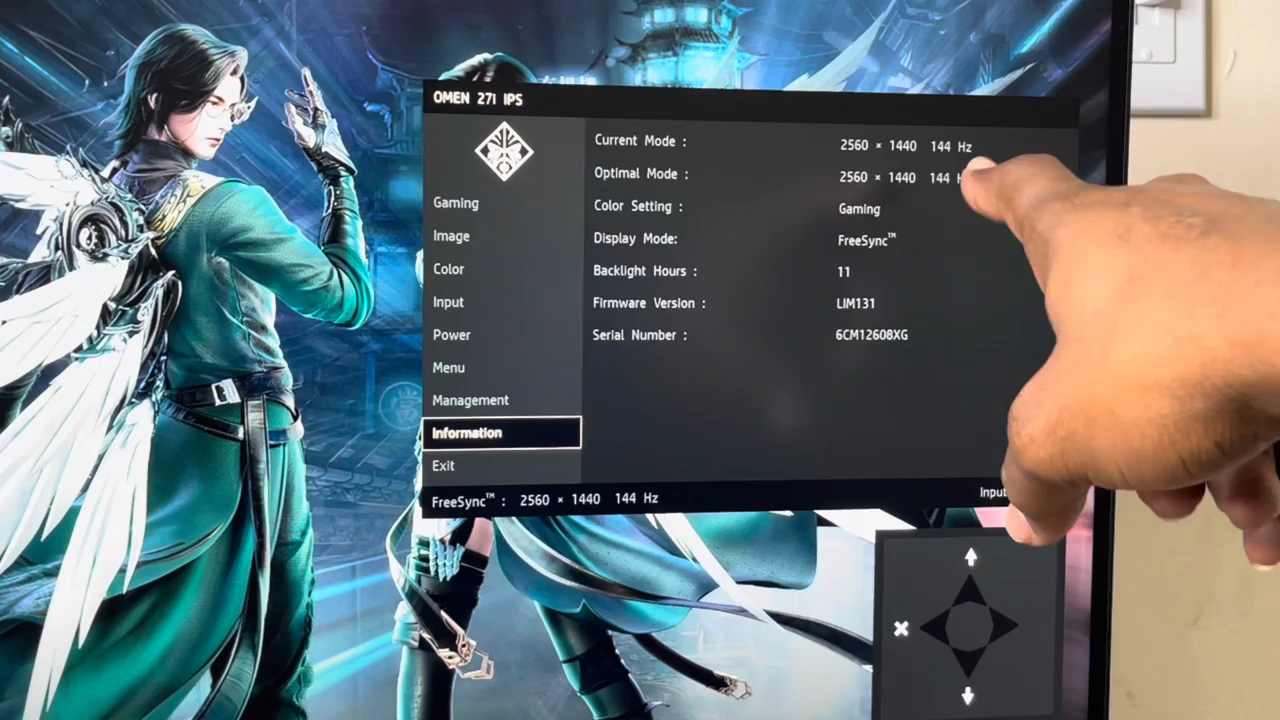 OMEN 27i IPS
Current Mode : 2560 × 1440 144 Hz
Optimal Mode : 2560 × 1440 144
Color Setting : Gaming
Display Mode: FreeSync™
Backlight Hours : 11
Firmware Version : LIM131
Serial Number : 6CM12608XG
Gaming
Image
Color
Input
Power
Menu
Management
Information
Exit
FreeSync™ : 2560 × 1440 144 Hz
Input